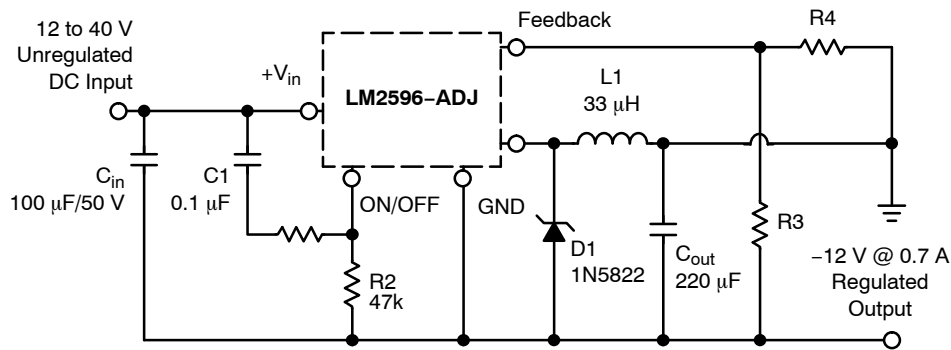 12 to 40 V
Unregulated
DC Input
+Vin
LM2596−ADJ
Feedback
R4
L1
33 μH
Cin
100 μF/50 V
C1
0.1 μF
ON/OFF
GND
R2
47k
D1
1N5822
Cout
220 μF
R3
−12 V @ 0.7 A
Regulated
Output